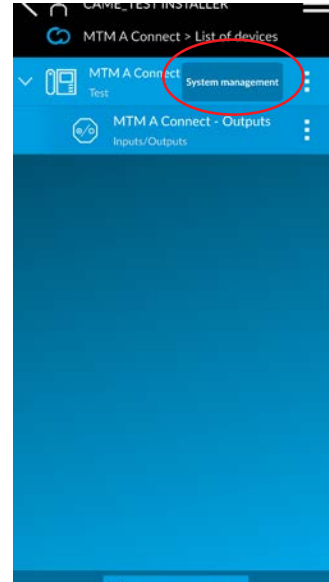 CAME_TEST INSTALLER
MTM A Connect > List of devices
MTM A Connect
System management
Test
MTM A Connect - Outputs
Inputs/Outputs